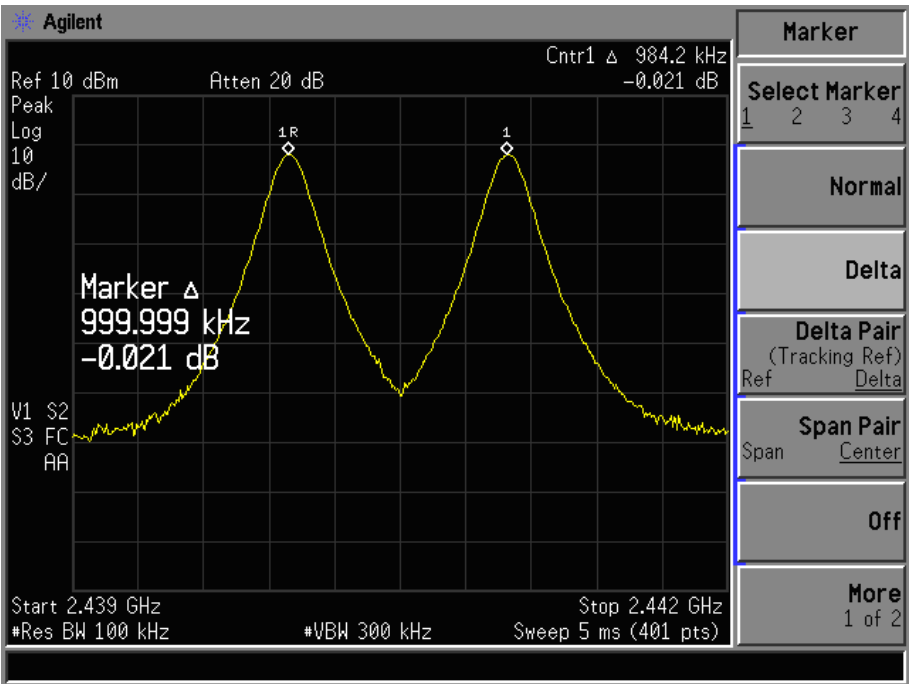 Agilent
Cntr1 Δ 984.2 kHz
Ref 10 dBm Atten 20 dB -0.021 dB
Peak
Log
10
dB/
1R
1
Marker Δ
999.999 kHz
-0.021 dB
V1 S2
S3 FC
AA
Start 2.439 GHz Stop 2.442 GHz
#Res BW 100 kHz #VBW 300 kHz Sweep 5 ms (401 pts)
Marker
Select Marker
1 2 3 4
Normal
Delta
Delta Pair
(Tracking Ref)
Ref Delta
Span Pair
Span Center
Off
More
1 of 2